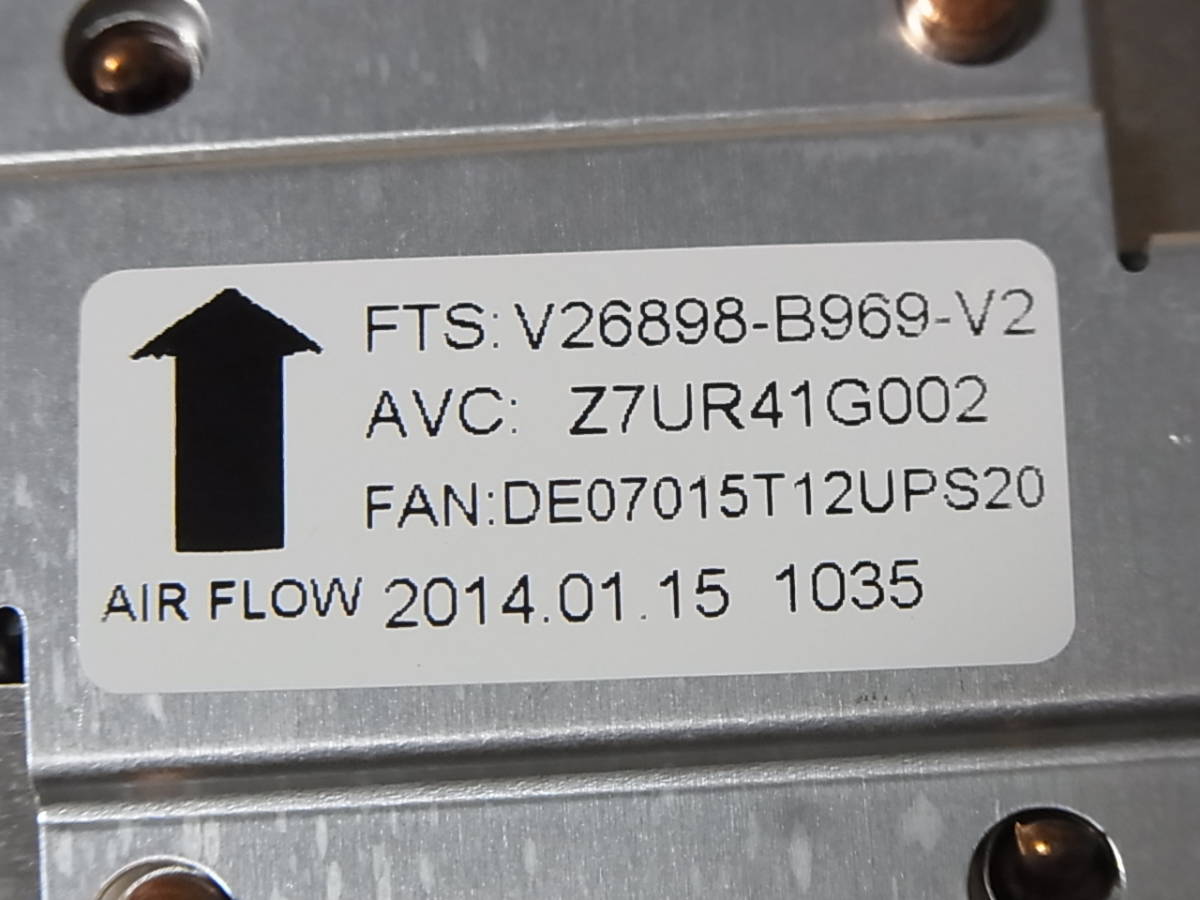 FTS: V26898-B969-V2
AVC: Z7UR41G002
FAN:DE07015T12UPS20
AIR FLOW 2014.01.15 1035